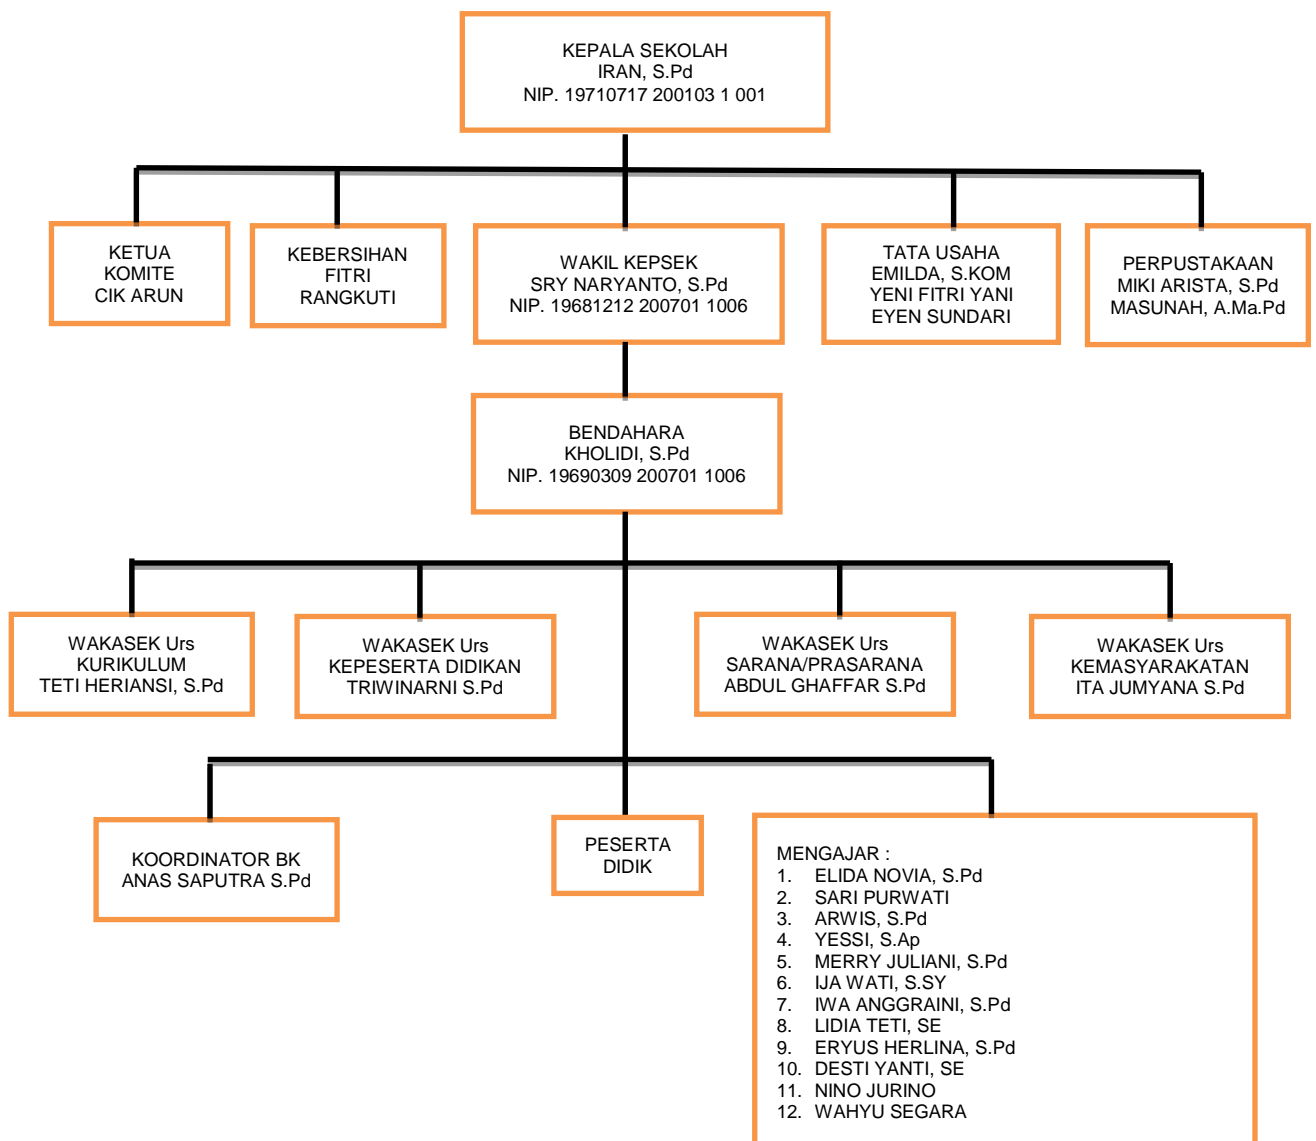 KEPALA SEKOLAH
IRAN, S.Pd
NIP. 19710717 200103 1 001
KETUA
KOMITE
CIK ARUN
KEBERSIHAN
FITRI
RANGKUTI
WAKIL KEPSEK
SRY NARYANTO, S.Pd
NIP. 19681212 200701 1006
TATA USAHA
EMILDA, S.KOM
YENI FITRI YANI
EYEN SUNDARI
PERPUSTAKAAN
MIKI ARISTA, S.Pd
MASUNAH, A.Ma.Pd
BENDAHARA
KHOLIDI, S.Pd
NIP. 19690309 200701 1006
WAKASEK Urs
KURIKULUM
TETI HERIANSI, S.Pd
WAKASEK Urs
KEPESERTA DIDIKAN
TRIWINARNI S.Pd
WAKASEK Urs
SARANA/PRASARANA
ABDUL GHAFFAR S.Pd
WAKASEK Urs
KEMASYARAKATAN
ITA JUMYANA S.Pd
KOORDINATOR BK
ANAS SAPUTRA S.Pd
PESERTA
DIDIK
MENGAJAR :
1. ELIDA NOVIA, S.Pd
2. SARI PURWATI
3. ARWIS, S.Pd
4. YESSI, S.Ap
5. MERRY JULIANI, S.Pd
6. IJA WATI, S.SY
7. IWA ANGGRAINI, S.Pd
8. LIDIA TETI, SE
9. ERYUS HERLINA, S.Pd
10. DESTI YANTI, SE
11. NINO JURINO
12. WAHYU SEGARA